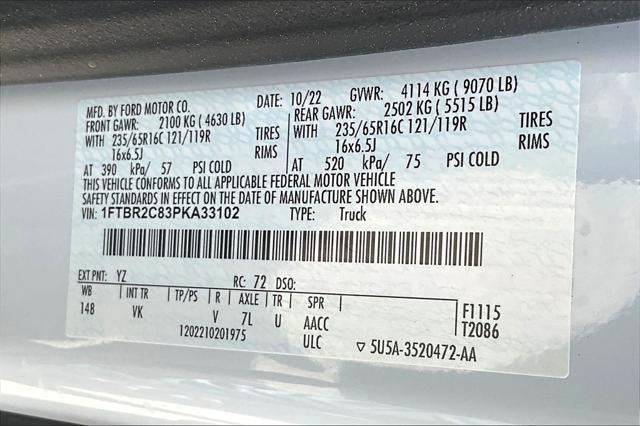 MFD. BY FORD MOTOR CO. DATE: 10/22 GVWR: 4114 KG ( 9070 LB)
FRONT GAWR: 2100 KG ( 4630 LB) REAR GAWR: 2502 KG ( 5515 LB)
WITH 235/65R16C 121/119R TIRES WITH 235/65R16C 121/119R TIRES
16x6.5J RIMS 16x6.5J RIMS
AT 390 kPa/ 57 PSI COLD AT 520 kPa/ 75 PSI COLD
THIS VEHICLE CONFORMS TO ALL APPLICABLE FEDERAL MOTOR VEHICLE
SAFETY STANDARDS IN EFFECT ON THE DATE OF MANUFACTURE SHOWN ABOVE.
VIN: 1FTBR2C83PKA33102 TYPE: Truck
EXT PNT: YZ RC: 72 DSO:
WB INT TR TP/PS R AXLE TR SPR F1115
148 VK V 7L U AACC T2086
1202210201975 ULC ▽ 5U5A-3520472-AA